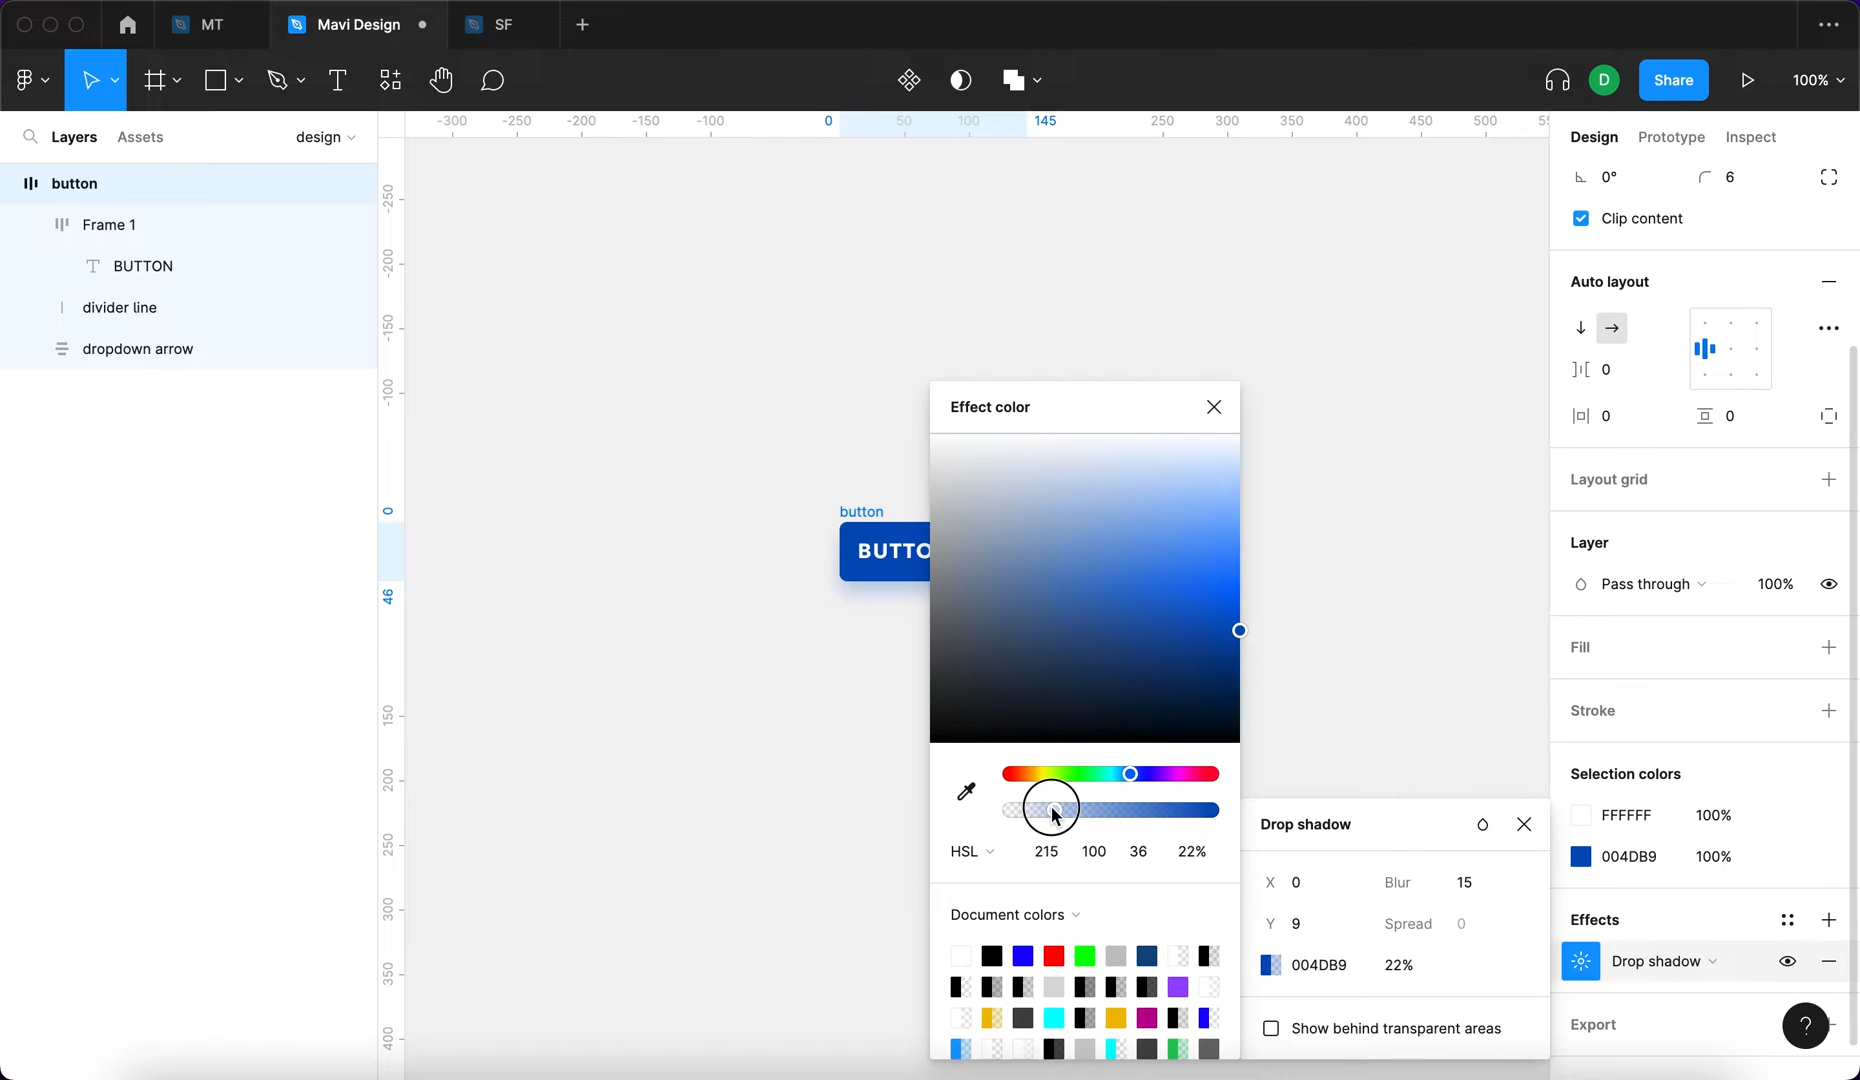 MT
Mavi Design
SF
Share
D
100%
Layers
Assets
design
-300
-250
-200
-150
-100
0
50
100
145
250
300
350
400
450
500
Design
Prototype
Inspect
button
Frame 1
BUTTON
divider line
dropdown arrow
-250
-200
-150
-100
0
46
150
200
250
300
350
400
button
BUTTO
Effect color
HSL
215
100
36
22%
Document colors
Drop shadow
X 0
Blur 15
Y 9
Spread 0
004DB9
22%
Show behind transparent areas
0°
6
Clip content
Auto layout
0
0
0
Layout grid
Layer
Pass through
100%
Fill
Stroke
Selection colors
FFFFFF 100%
004DB9 100%
Effects
Drop shadow
Export
?